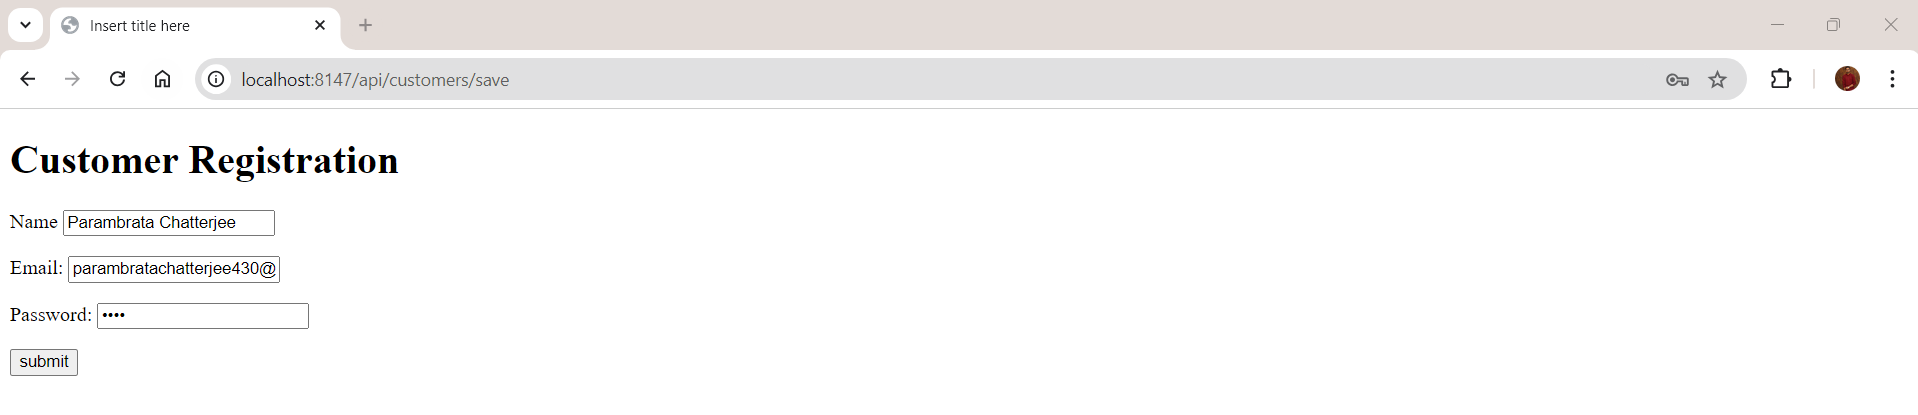 Insert title here
localhost:8147/api/customers/save
Customer Registration
Name Parambrata Chatterjee
Email: parambratachatterjee430@
Password: ••••
submit